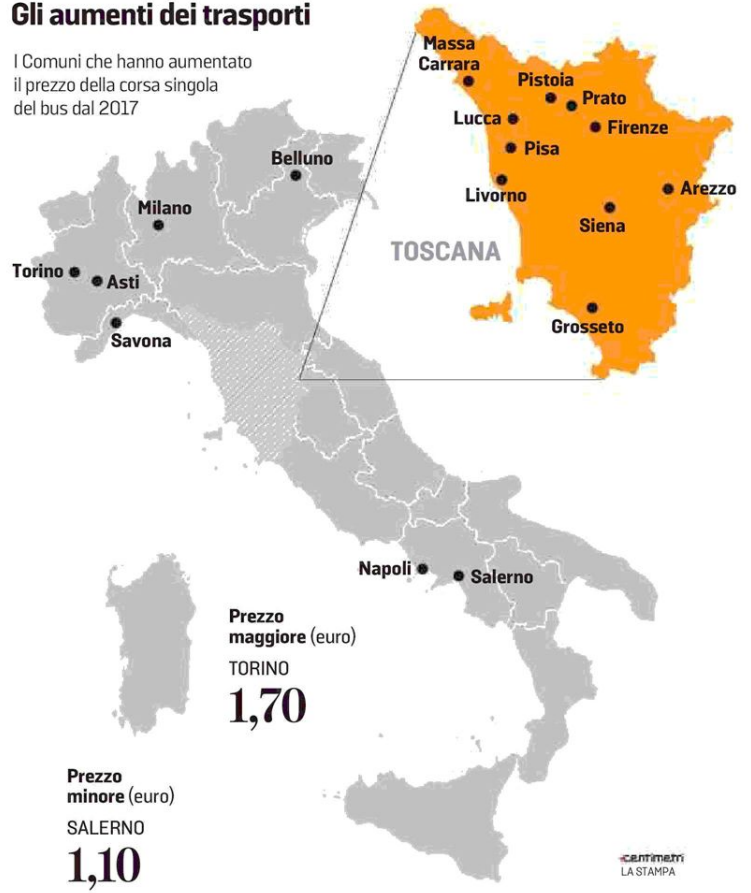 Gli aumenti dei trasporti
I Comuni che hanno aumentato
il prezzo della corsa singola
del bus dal 2017
Massa
Carrara
Pistoia
Prato
Lucca
Firenze
Pisa
Livorno
Arezzo
Siena
TOSCANA
Grosseto
Belluno
Milano
Torino
Asti
Savona
Napoli
Salerno
Prezzo
maggiore (euro)
TORINO
1,70
Prezzo
minore (euro)
SALERNO
1,10
centimetri
LA STAMPA